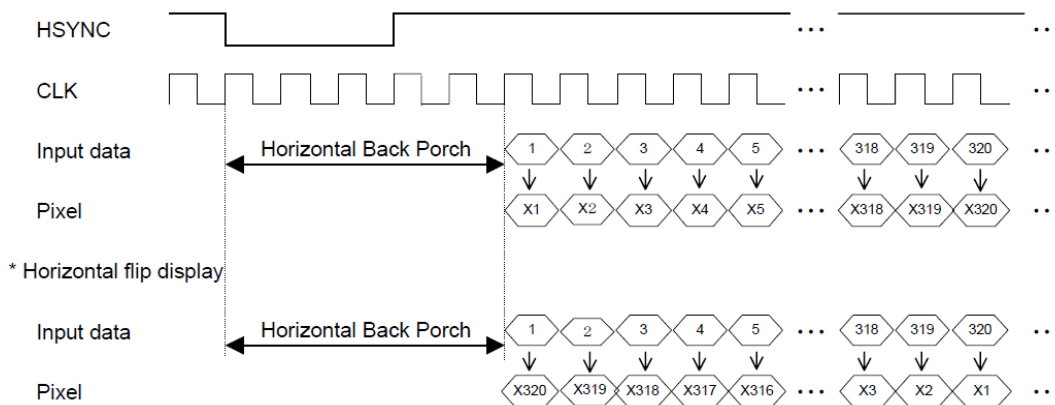 HSYNC ... ..
CLK ... ..
Input data Horizontal Back Porch 1 2 3 4 5 ... 318 319 320 ..
Pixel X1 X2 X3 X4 X5 ... X318 X319 X320 ..
* Horizontal flip display
Input data Horizontal Back Porch 1 2 3 4 5 ... 318 319 320 ..
Pixel X320 X319 X318 X317 X316 ... X3 X2 X1 ..